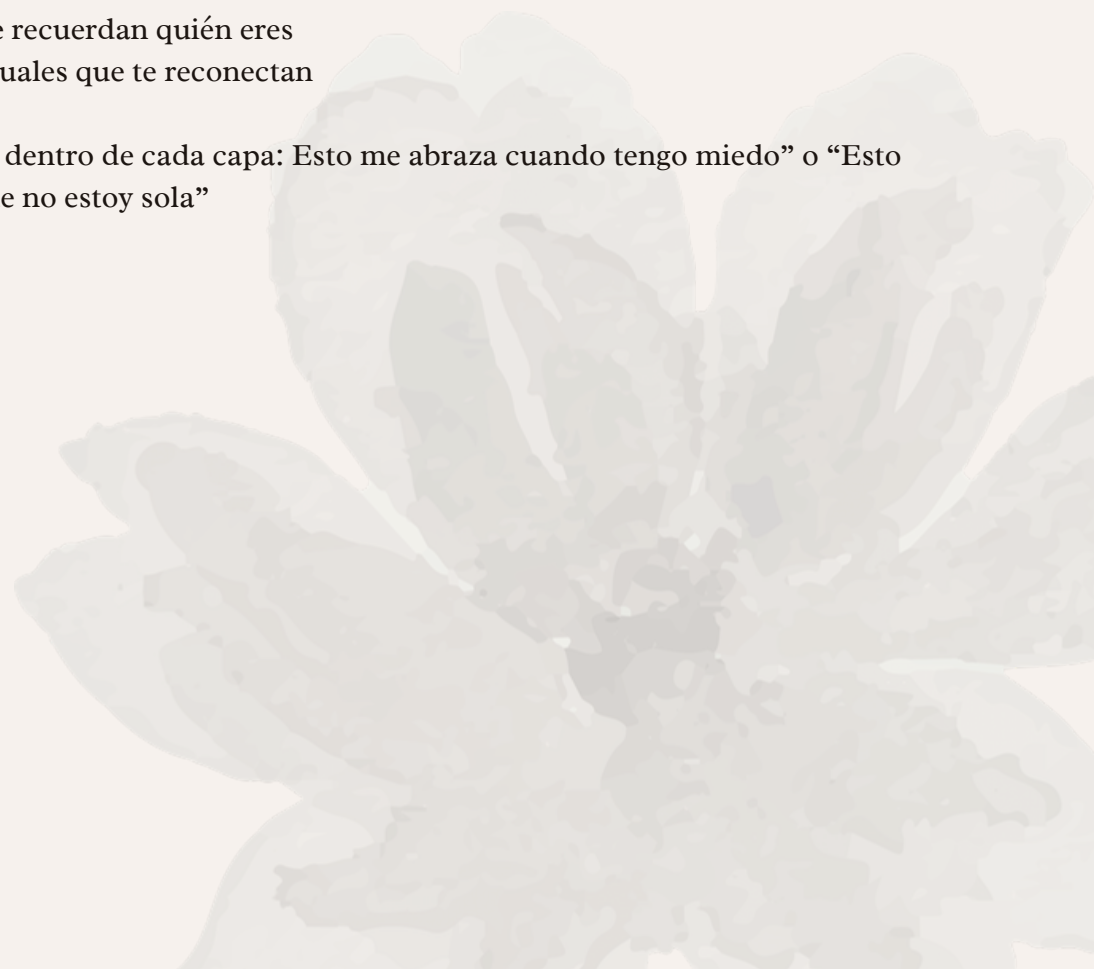 e recuerdan quién eres
uales que te reconectan
dentro de cada capa: Esto me abraza cuando tengo miedo” o “Esto
e no estoy sola”